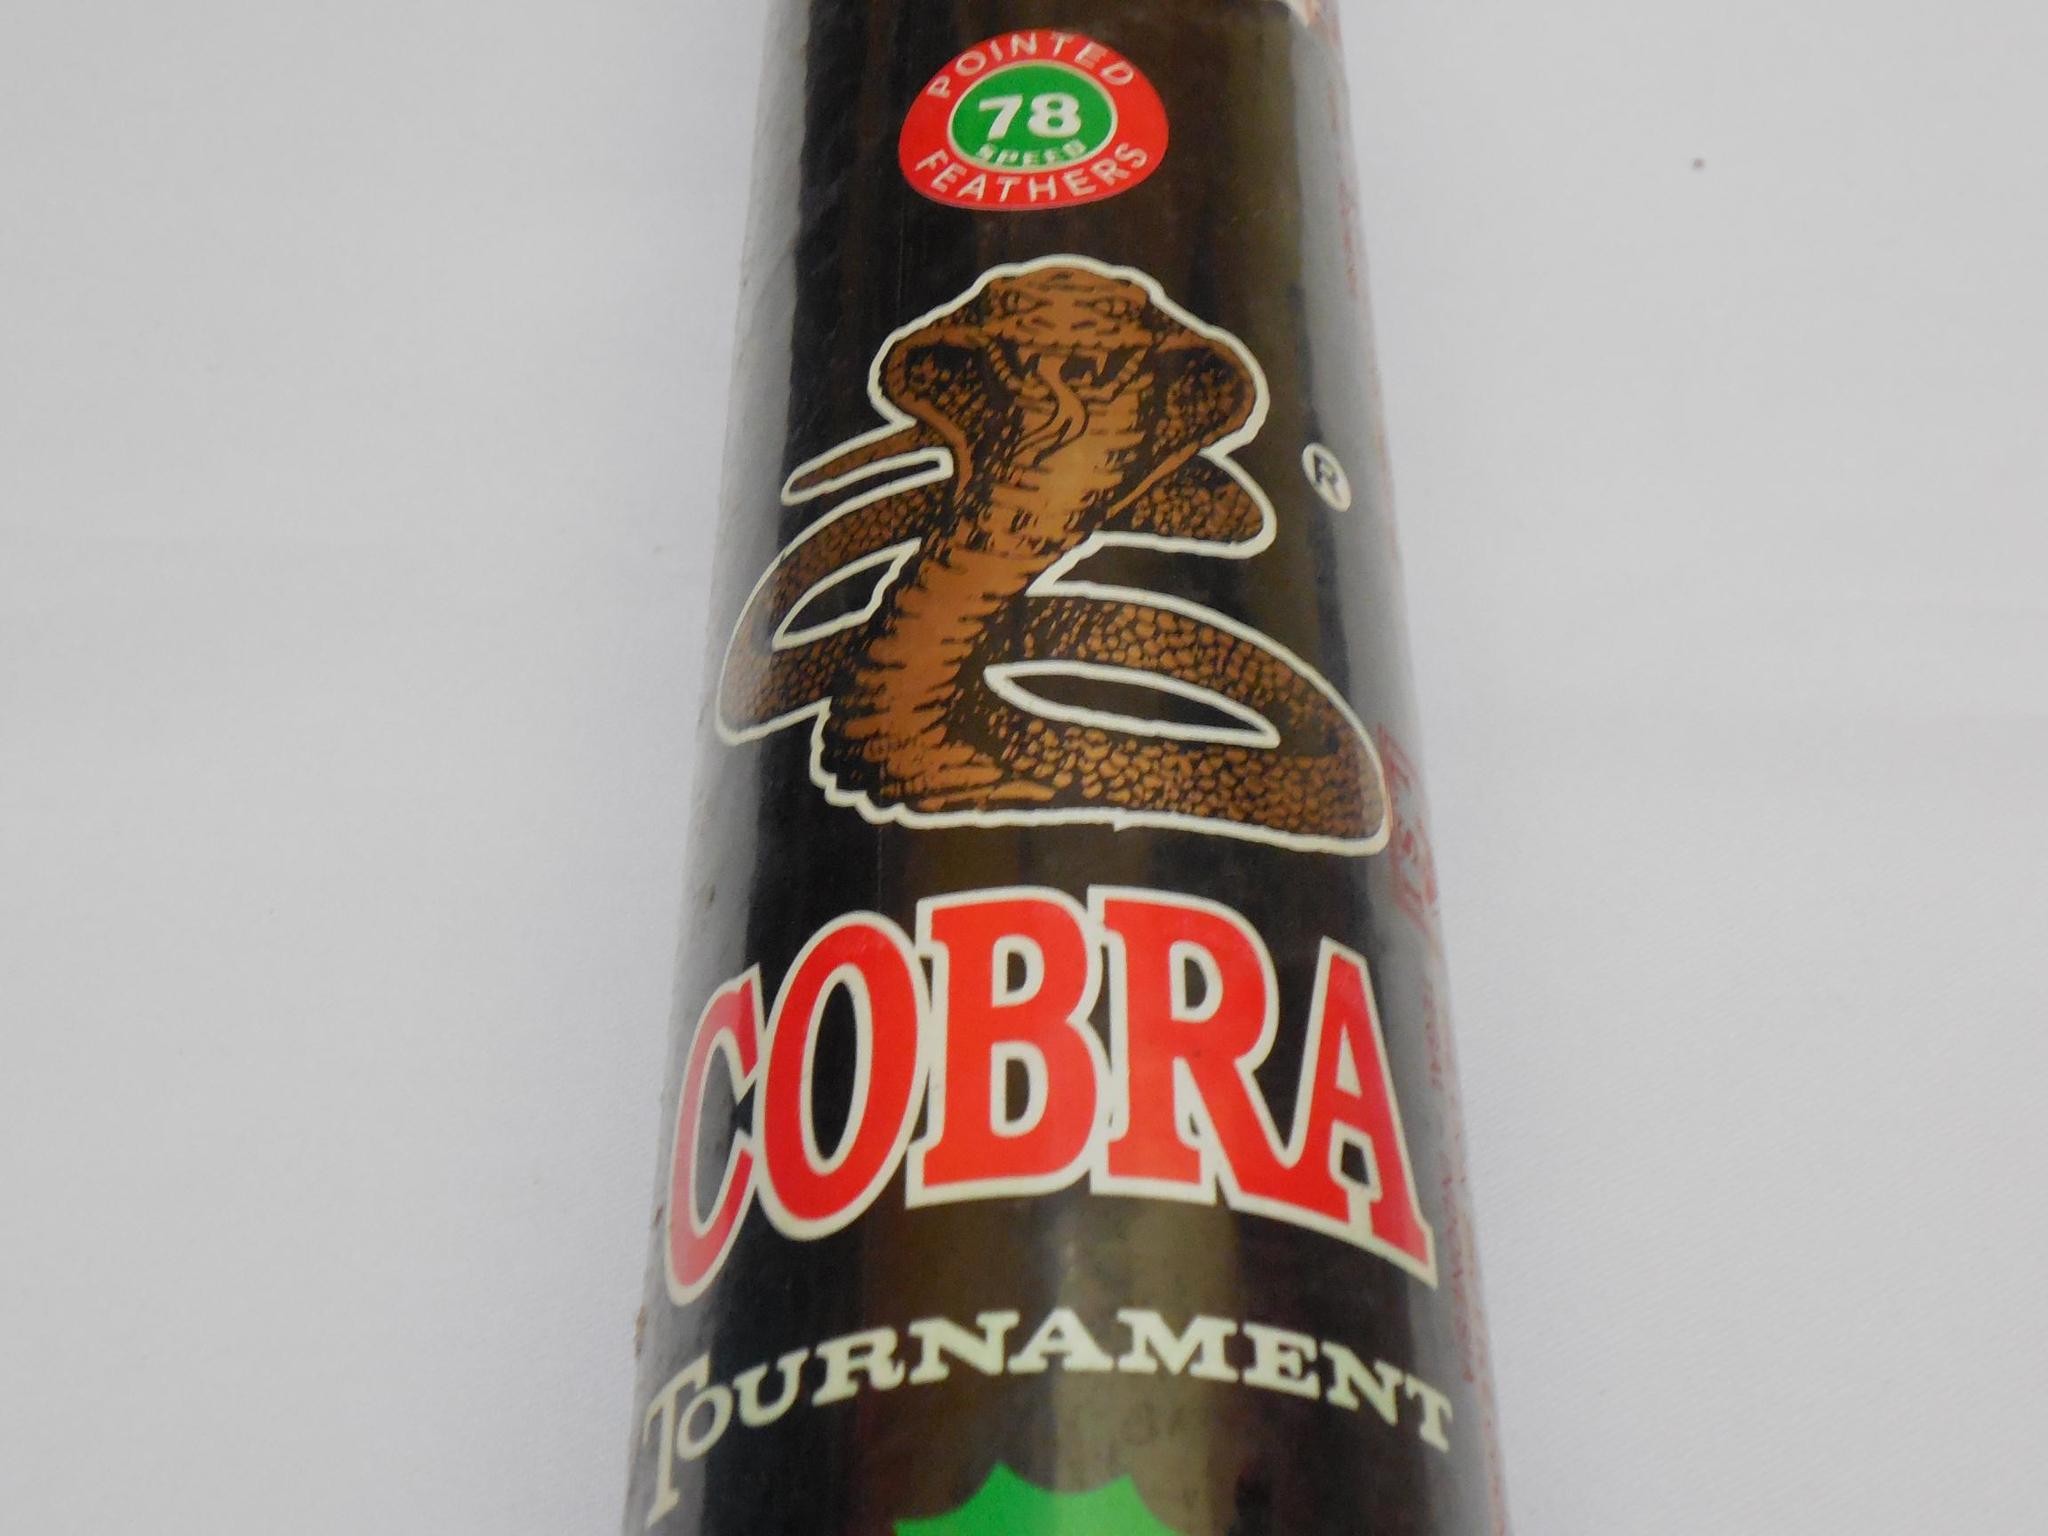 POINTED
78
SPEED
FEATHERS
®
COBRA
TOURNAMENT